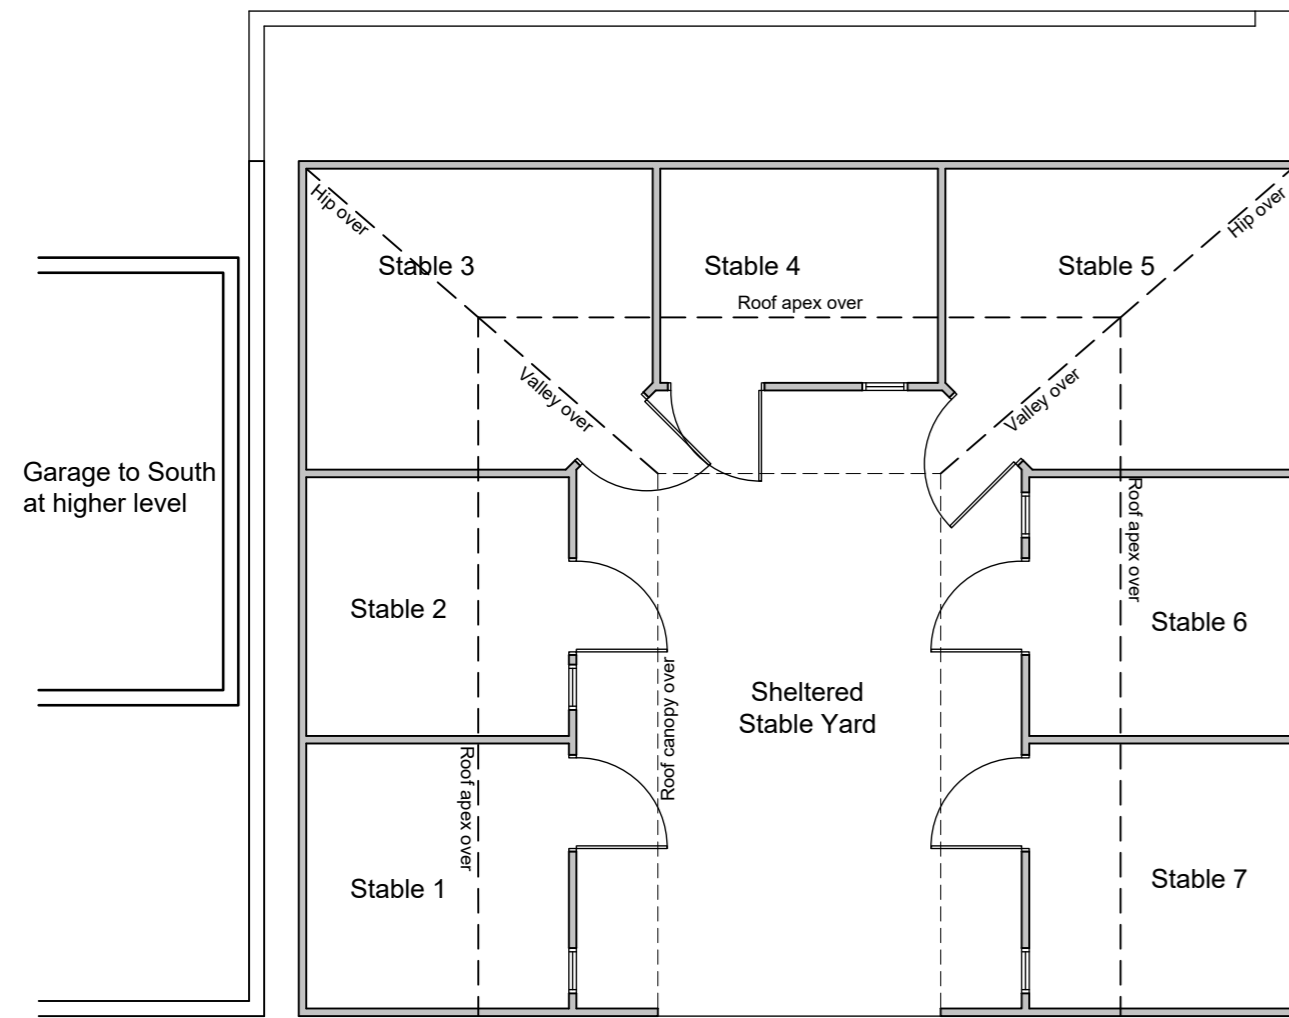 Hip over
Hip over
Stable 3
Stable 4
Stable 5
Roof apex over
Valley over
Valley over
Garage to South
at higher level
Roof apex over
Stable 2
Stable 6
Roof canopy over
Sheltered
Stable Yard
Roof apex over
Stable 1
Stable 7